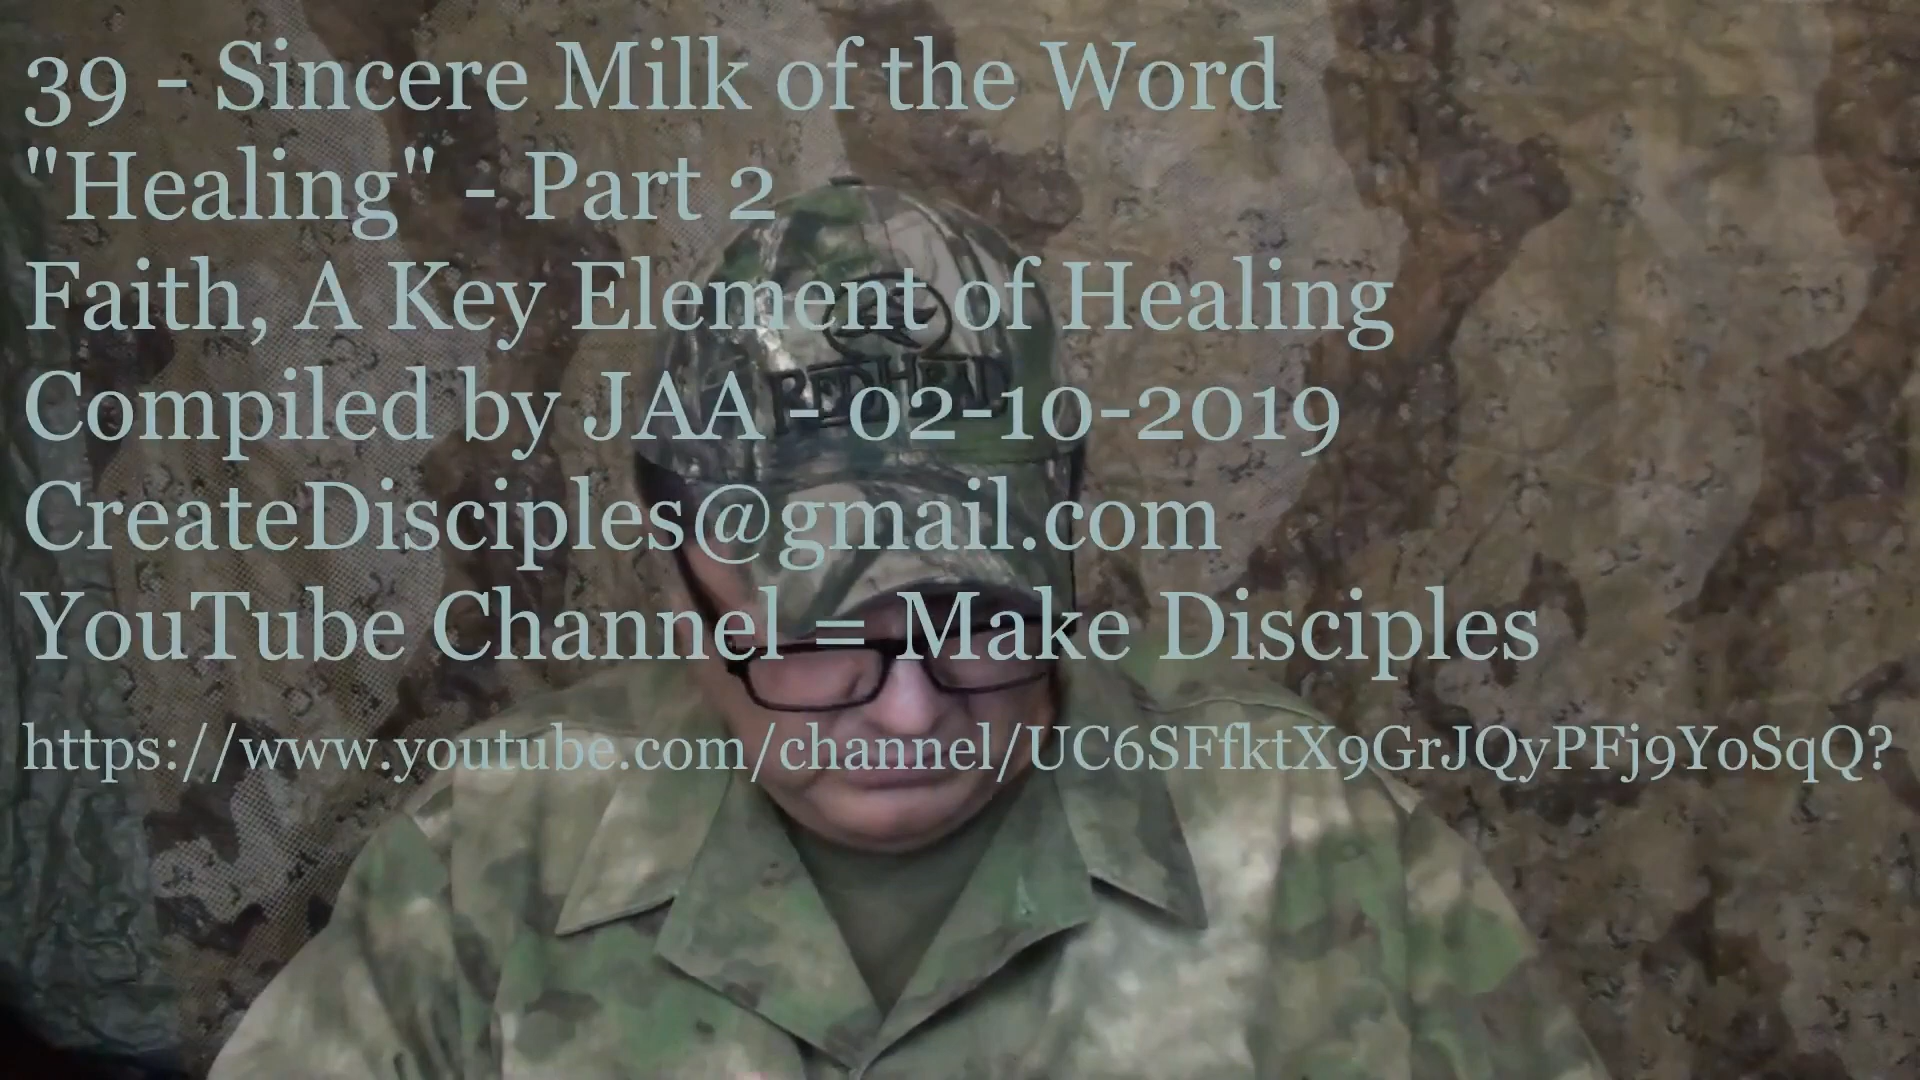 39 - Sincere Milk of the Word
"Healing" - Part 2
Faith, A Key Element of Healing
Compiled by JAA - 02-10-2019
CreateDisciples@gmail.com
YouTube Channel = Make Disciples
https://www.youtube.com/channel/UC6SFfktX9GrJQyPFj9YoSqQ?
REDHEAD